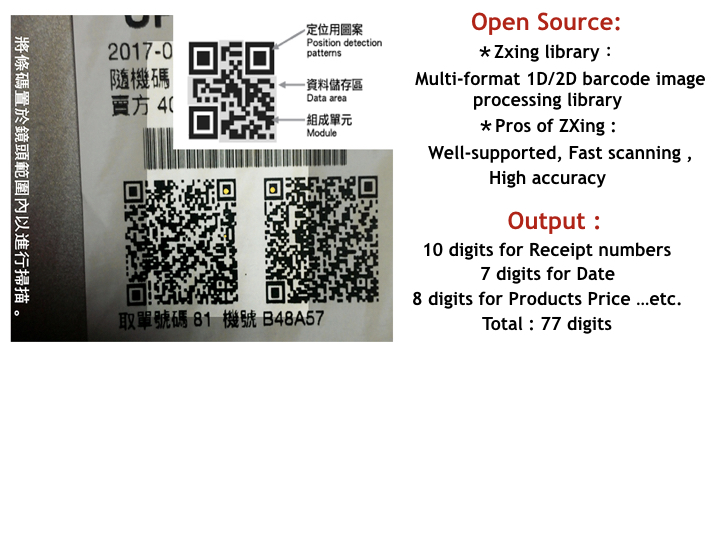 將條碼置於鏡頭範圍內以進行掃描。
2017-0
隨機碼
賣方 40
定位用圖案
Position detection
patterns
資料儲存區
Data area
組成單元
Module
取單號碼 81 機號 B48A57
Open Source:
＊Zxing library：
Multi-format 1D/2D barcode image
processing library
＊Pros of ZXing :
Well-supported, Fast scanning ,
High accuracy
Output :
10 digits for Receipt numbers
7 digits for Date
8 digits for Products Price …etc.
Total : 77 digits